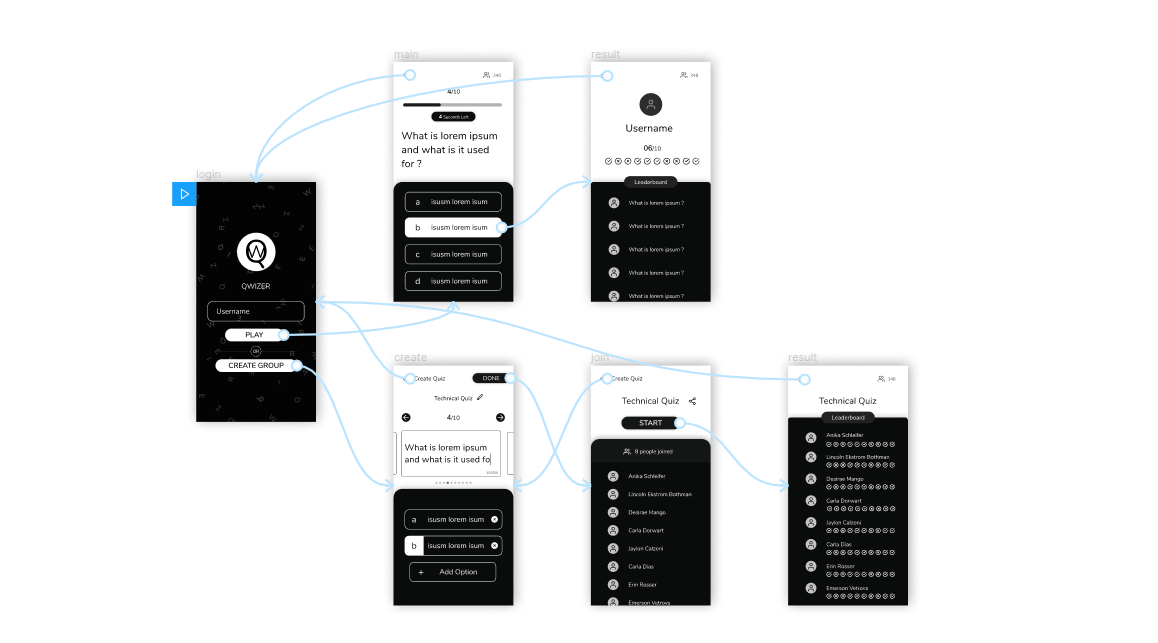 main
348
4/10
4 Seconds Left
What is lorem ipsum
and what is it used
for ?
a isusm lorem isum
b isusm lorem isum
c isusm lorem isum
d isusm lorem isum
result
348
Username
06/10
Leaderboard
What is lorem ipsum ?
What is lorem ipsum ?
What is lorem ipsum ?
What is lorem ipsum ?
What is lorem ipsum ?
login
QWIZER
Username
PLAY
OR
CREATE GROUP
create
Create Quiz
DONE
Technical Quiz
4/10
What is lorem ipsum
and what is it used fo
a isusm lorem isum
b isusm lorem isum
+ Add Option
join
Create Quiz
Technical Quiz
START
8 people joined
Anika Schleifer
Lincoln Ekstrom Bothman
Desirae Mango
Carla Dorwart
Jaylon Calzoni
Carla Dias
Erin Rosser
Emerson Vetrovs
result
348
Technical Quiz
Leaderboard
Anika Schleifer
Lincoln Ekstrom Bothman
Desirae Mango
Carla Dorwart
Jaylon Calzoni
Carla Dias
Erin Rosser
Emerson Vetrovs